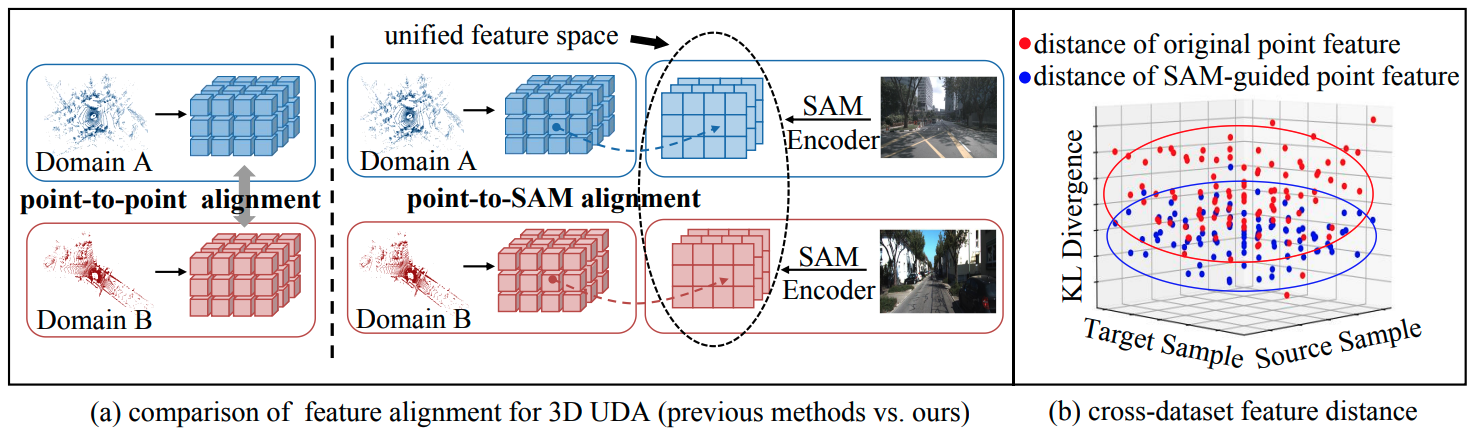 unified feature space
Domain A
point-to-point alignment
Domain B
Domain A
SAM
Encoder
point-to-SAM alignment
Domain B
SAM
Encoder
(a) comparison of feature alignment for 3D UDA (previous methods vs. ours)
distance of original point feature
distance of SAM-guided point feature
KL Divergence
Target Sample
Source Sample
(b) cross-dataset feature distance